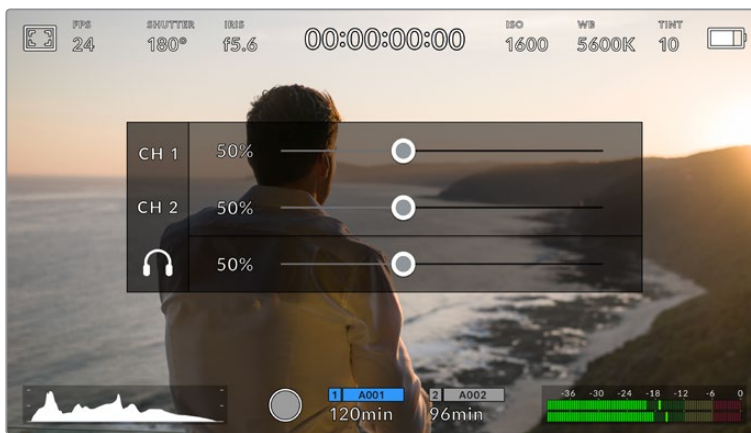 FPS SHUTTER IRIS ISO WB TINT
24 180° f5.6 00:00:00:00 1600 5600K 10
CH 1 50%
CH 2 50%
50%
1 A001 2 A002
120min 96min
-36 -30 -24 -18 -12 -6 0